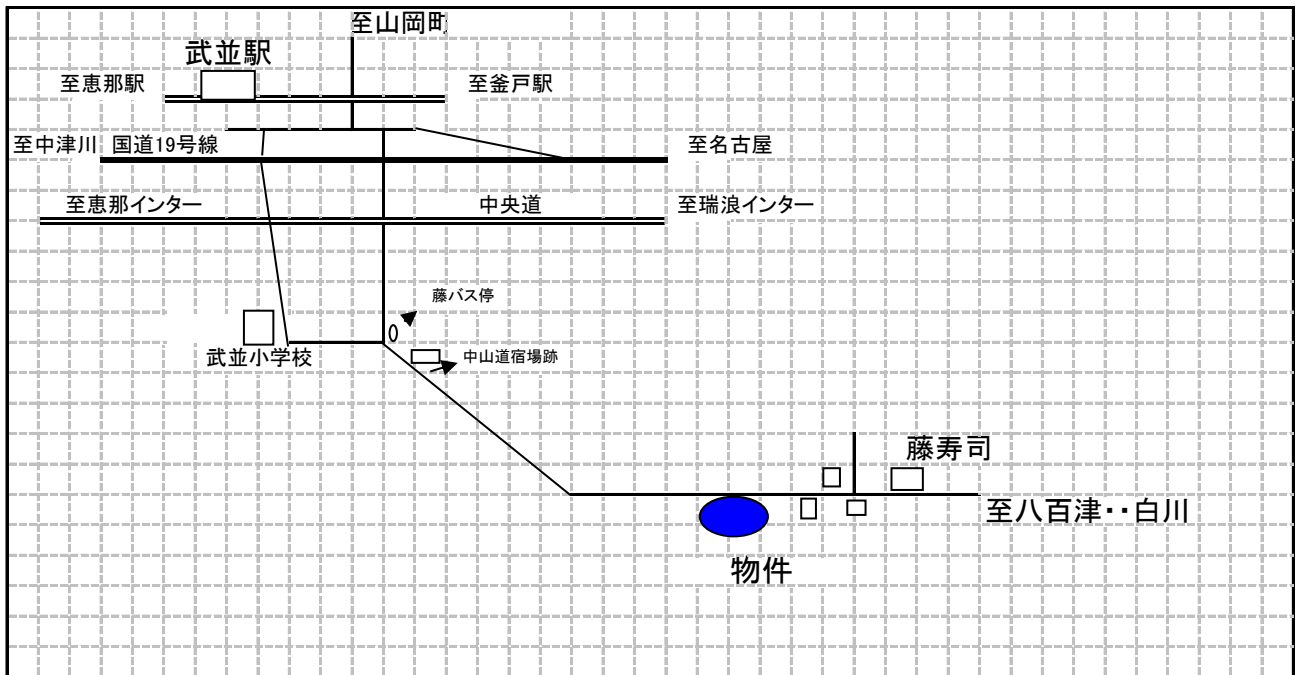 至山岡町
武並駅
至恵那駅
至釜戸駅
至中津川 国道19号線
至名古屋
至恵那インター
中央道
至瑞浪インター
藤バス停
武並小学校
中山道宿場跡
藤寿司
至八百津・・白川
物件